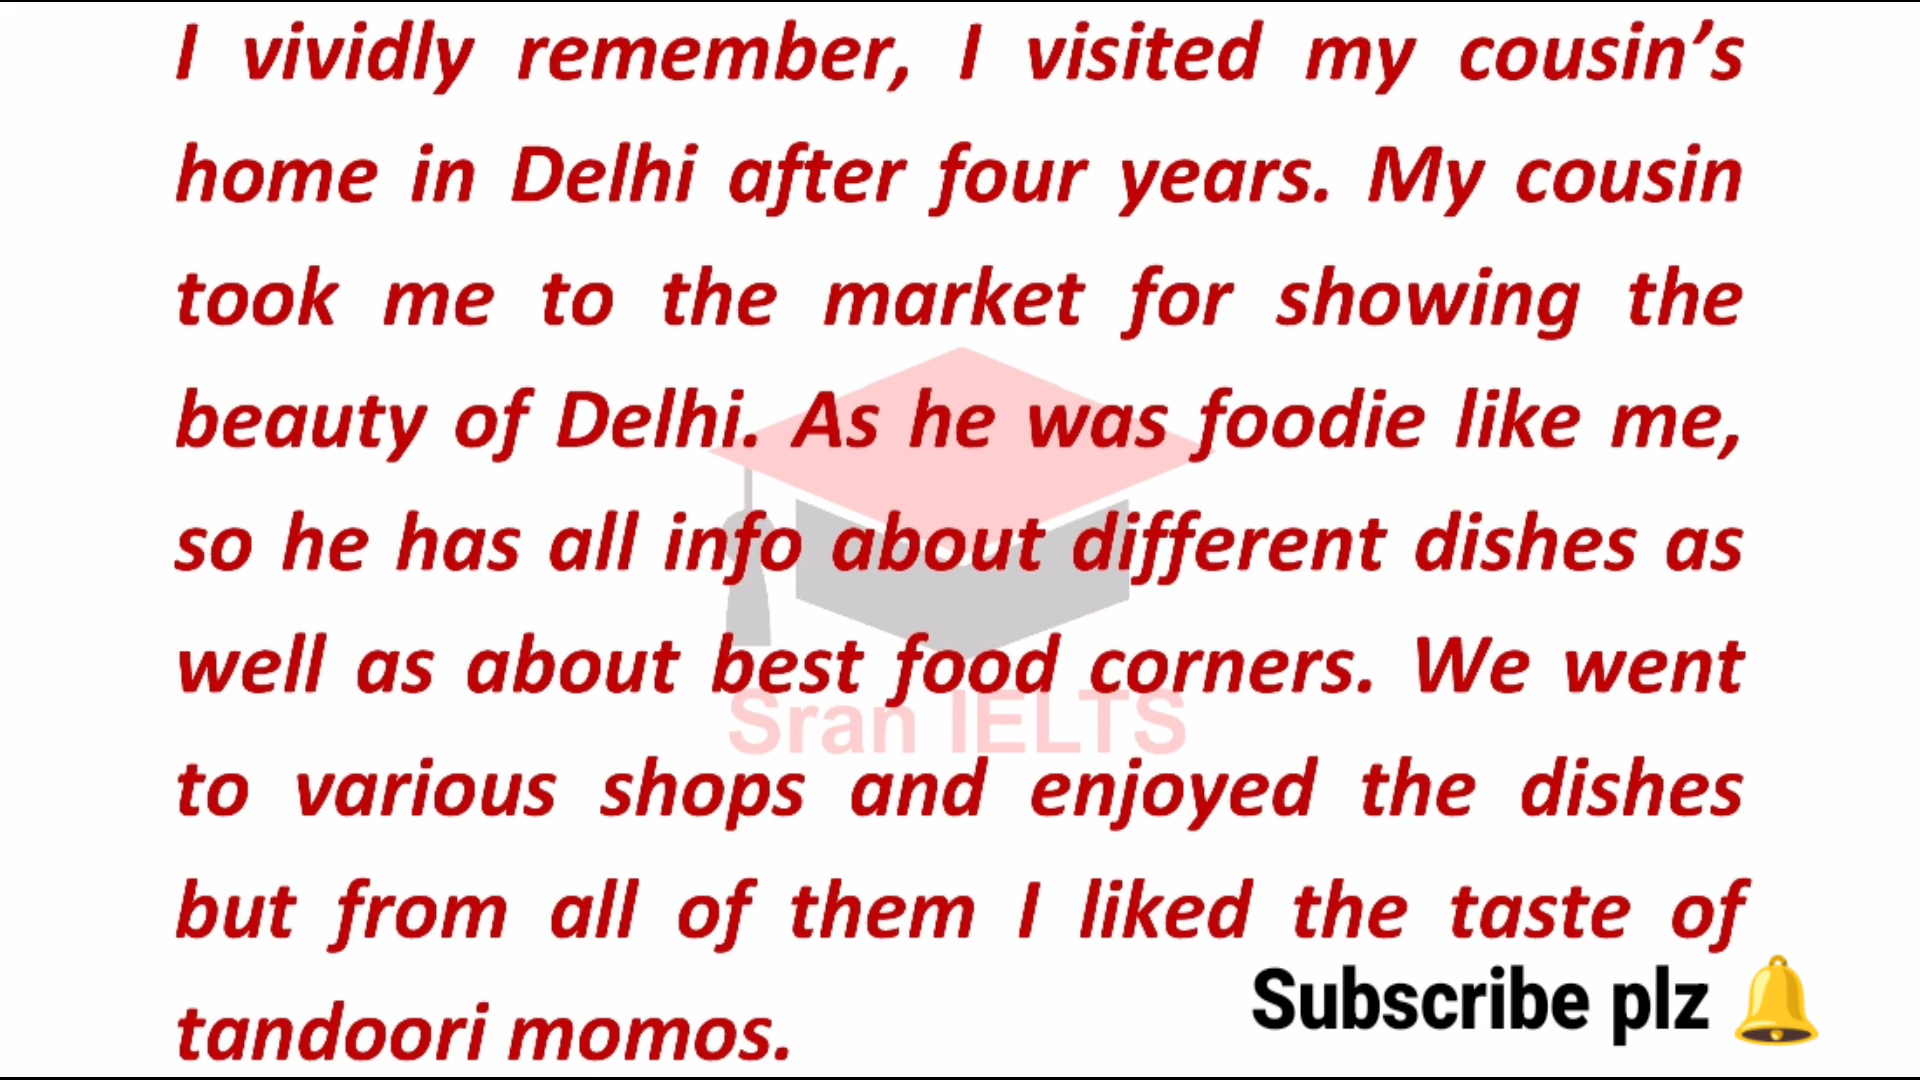 I vividly remember, I visited my cousin’s
home in Delhi after four years. My cousin
took me to the market for showing the
beauty of Delhi. As he was foodie like me,
so he has all info about different dishes as
well as about best food corners. We went
Sran IELTS
to various shops and enjoyed the dishes
but from all of them I liked the taste of
Subscribe plz
tandoori momos.